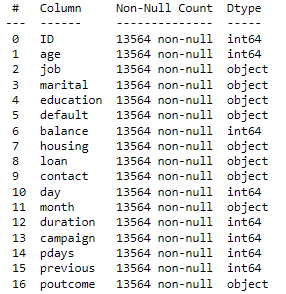 #   Column     Non-Null Count  Dtype
---  ------     --------------  -----
0   ID         13564 non-null  int64
1   age        13564 non-null  int64
2   job        13564 non-null  object
3   marital    13564 non-null  object
4   education  13564 non-null  object
5   default    13564 non-null  object
6   balance    13564 non-null  int64
7   housing    13564 non-null  object
8   loan       13564 non-null  object
9   contact    13564 non-null  object
10  day        13564 non-null  int64
11  month      13564 non-null  object
12  duration   13564 non-null  int64
13  campaign   13564 non-null  int64
14  pdays      13564 non-null  int64
15  previous   13564 non-null  int64
16  poutcome   13564 non-null  object